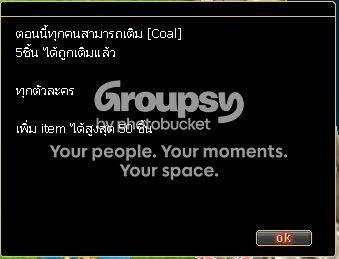 ตอนนี้ทุกคนสามารถเติม [Coal]
5ชิ้น ได้ถูกเติมแล้ว
ทุกตัวละคร
Groupsy
by photobucket
เพิ่ม item ได้สูงสุด 50 ชิ้น
Your people. Your moments.
Your space.
ok